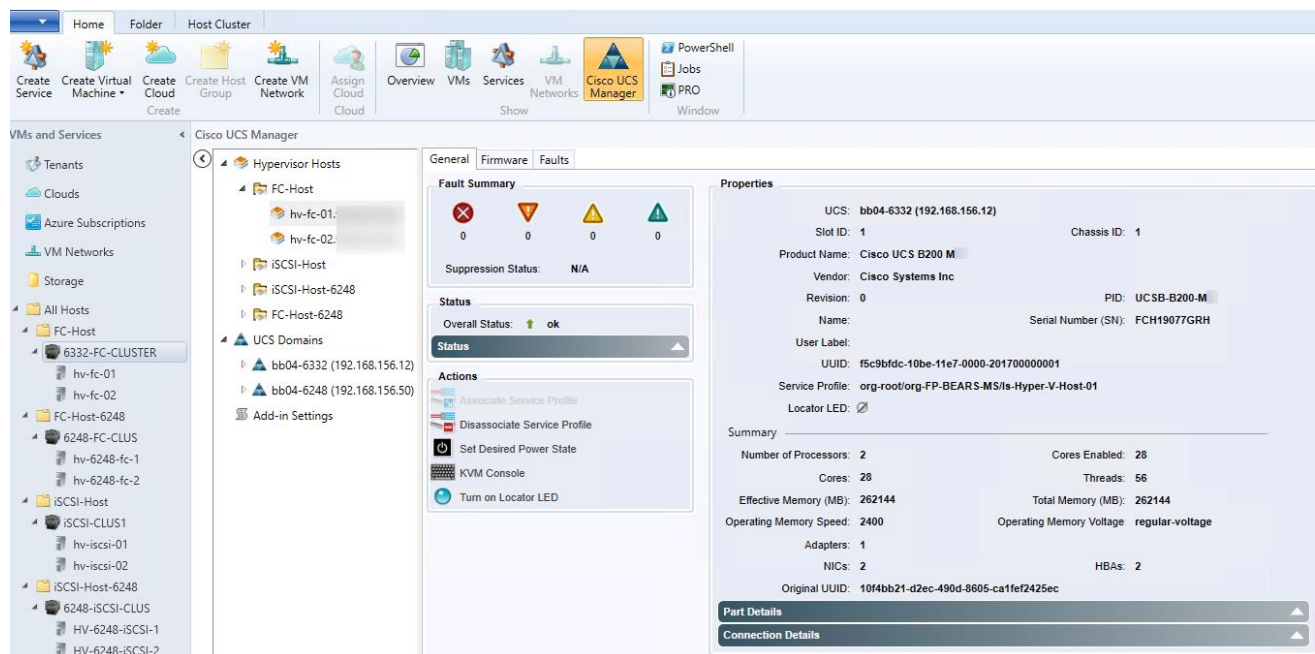 Home Folder Host Cluster
Create Service
Create Virtual Machine
Create Cloud
Create Host Group
Create VM Network
Assign Cloud
Overview
VMs
Services
VM Networks
Cisco UCS Manager
PowerShell
Jobs
PRO
Create Cloud Show Window
VMs and Services
Tenants
Clouds
Azure Subscriptions
VM Networks
Storage
All Hosts
FC-Host
6332-FC-CLUSTER
hv-fc-01
hv-fc-02
FC-Host-6248
6248-FC-CLUS
hv-6248-fc-1
hv-6248-fc-2
iSCSI-Host
iSCSI-CLUS1
hv-iscsi-01
hv-iscsi-02
iSCSI-Host-6248
6248-iSCSI-CLUS
HV-6248-iSCSI-1
HV-6248-iSCSI-2
Cisco UCS Manager
Hypervisor Hosts
FC-Host
hv-fc-01.
hv-fc-02.
iSCSI-Host
iSCSI-Host-6248
FC-Host-6248
UCS Domains
bb04-6332 (192.168.156.12)
bb04-6248 (192.168.156.50)
Add-in Settings
General Firmware Faults
Fault Summary
0 0 0 0
Suppression Status: N/A
Status
Overall Status: ok
Status
Actions
Associate Service Profile
Disassociate Service Profile
Set Desired Power State
KVM Console
Turn on Locator LED
Properties
UCS: bb04-6332 (192.168.156.12)
Slot ID: 1 Chassis ID: 1
Product Name: Cisco UCS B200 M
Vendor: Cisco Systems Inc
Revision: 0 PID: UCSB-B200-M
Name: Serial Number (SN): FCH19077GRH
User Label:
UUID: f5c9bfdc-10be-11e7-0000-201700000001
Service Profile: org-root/org-FP-BEARS-MS/ls-Hyper-V-Host-01
Locator LED:
Summary
Number of Processors: 2 Cores Enabled: 28
Cores: 28 Threads: 56
Effective Memory (MB): 262144 Total Memory (MB): 262144
Operating Memory Speed: 2400 Operating Memory Voltage regular-voltage
Adapters: 1
NICs: 2 HBAs: 2
Original UUID: 10f4bb21-d2ec-490d-8605-ca1fef2425ec
Part Details
Connection Details